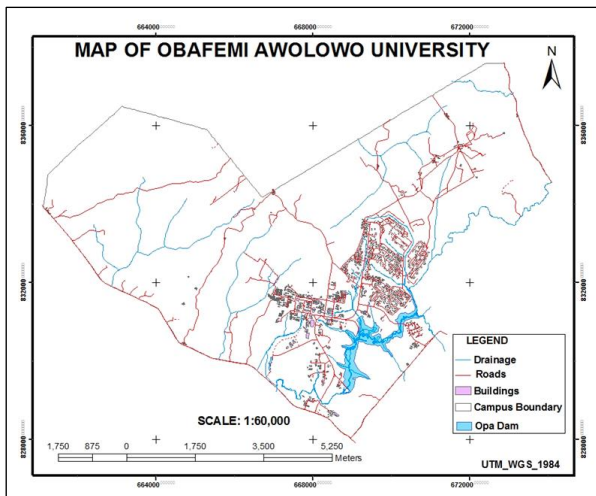 664000 668000 672000
MAP OF OBAFEMI AWOLOWO UNIVERSITY
N
836000 836000
832000 832000
LEGEND
Drainage
Roads
Buildings
Campus Boundary
Opa Dam
SCALE: 1:60,000
828000 828000
1,750 875 0 1,750 3,500 5,250
Meters
UTM_WGS_1984
664000 668000 672000